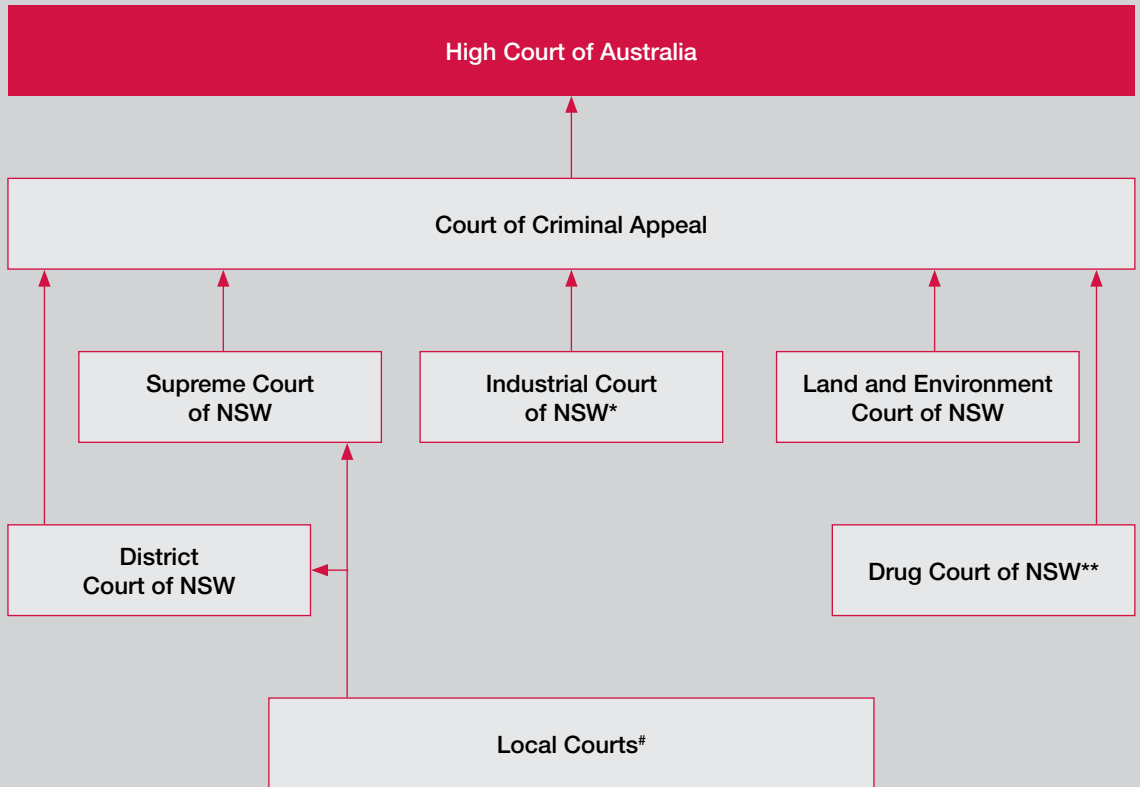 High Court of Australia
Court of Criminal Appeal
Supreme Court
of NSW
Industrial Court
of NSW*
Land and Environment
Court of NSW
District
Court of NSW
Drug Court of NSW**
Local Courts#